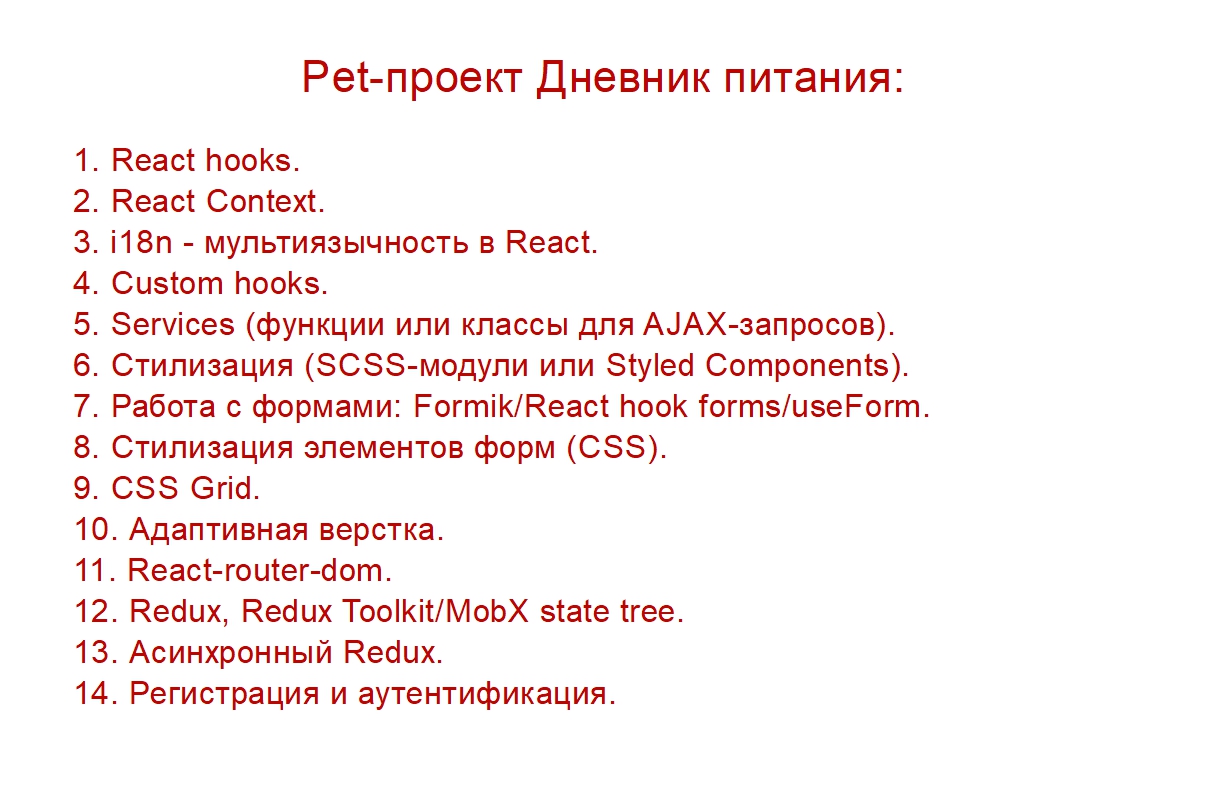 Pet-проект Дневник питания:
1. React hooks.
2. React Context.
3. i18n - мультиязычность в React.
4. Custom hooks.
5. Services (функции или классы для AJAX-запросов).
6. Стилизация (SCSS-модули или Styled Components).
7. Работа с формами: Formik/React hook forms/useForm.
8. Стилизация элементов форм (CSS).
9. CSS Grid.
10. Адаптивная верстка.
11. React-router-dom.
12. Redux, Redux Toolkit/MobX state tree.
13. Асинхронный Redux.
14. Регистрация и аутентификация.